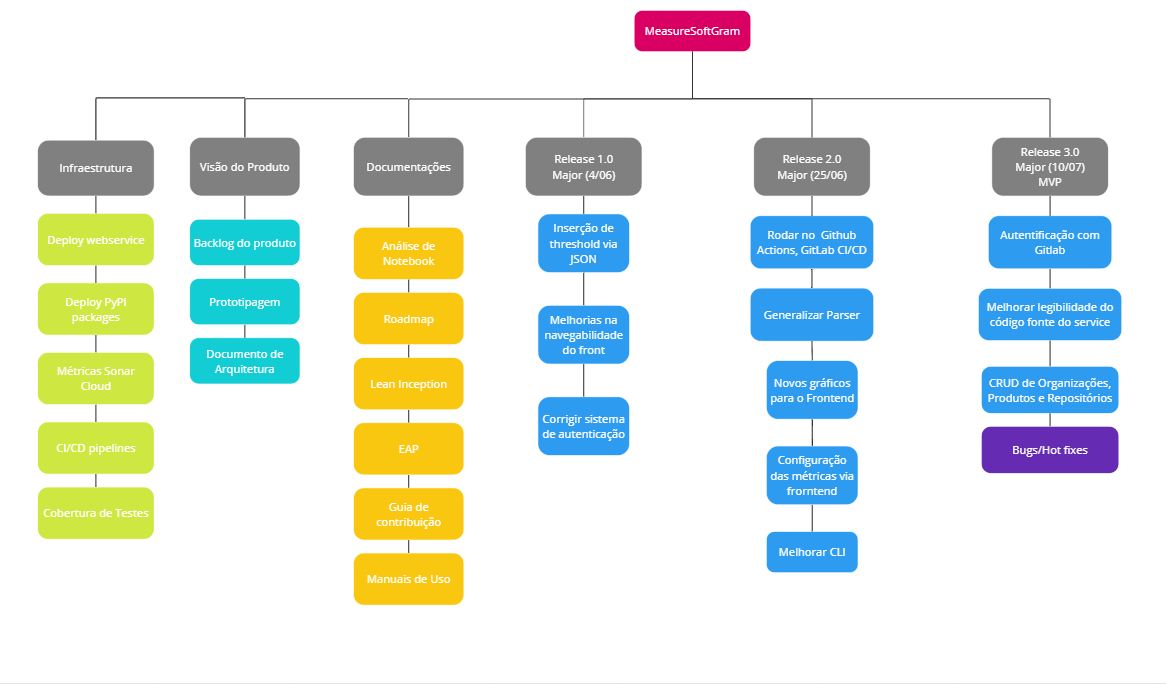 MeasureSoftGram
Infraestrutura
Deploy webservice
Deploy PyPI
packages
Métricas Sonar
Cloud
CI/CD pipelines
Cobertura de Testes
Visão do Produto
Backlog do produto
Prototipagem
Documento de
Arquitetura
Documentações
Análise de
Notebook
Roadmap
Lean Inception
EAP
Guia de
contribuição
Manuais de Uso
Release 1.0
Major (4/06)
Inserção de
threshold via
JSON
Melhorias na
navegabilidade
do front
Corrigir sistema
de autenticação
Release 2.0
Major (25/06)
Rodar no Github
Actions, GitLab CI/CD
Generalizar Parser
Novos gráficos
para o Frontend
Configuração
das métricas via
frorntend
Melhorar CLI
Release 3.0
Major (10/07)
MVP
Autentificação com
Gitlab
Melhorar legibilidade do
código fonte do service
CRUD de Organizações,
Produtos e Repositórios
Bugs/Hot fixes